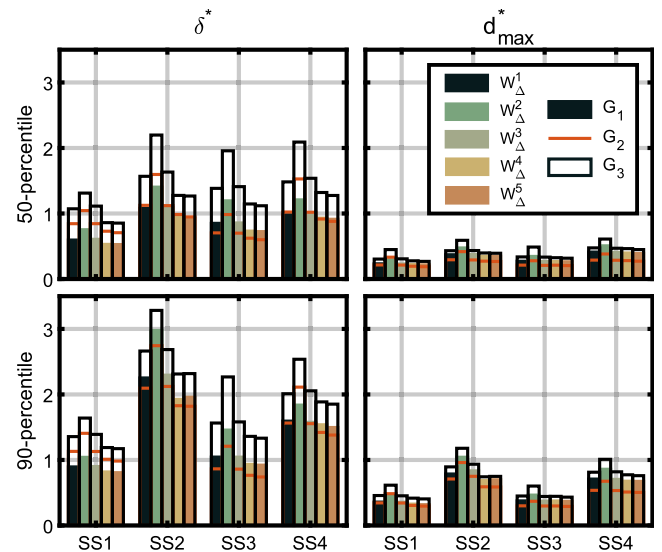 δ* d*max
50-percentile
3
2
1
0
W¹Δ
W²Δ
W³Δ
W⁴Δ
W⁵Δ
G₁
G₂
G₃
90-percentile
3
2
1
0
SS1 SS2 SS3 SS4 SS1 SS2 SS3 SS4